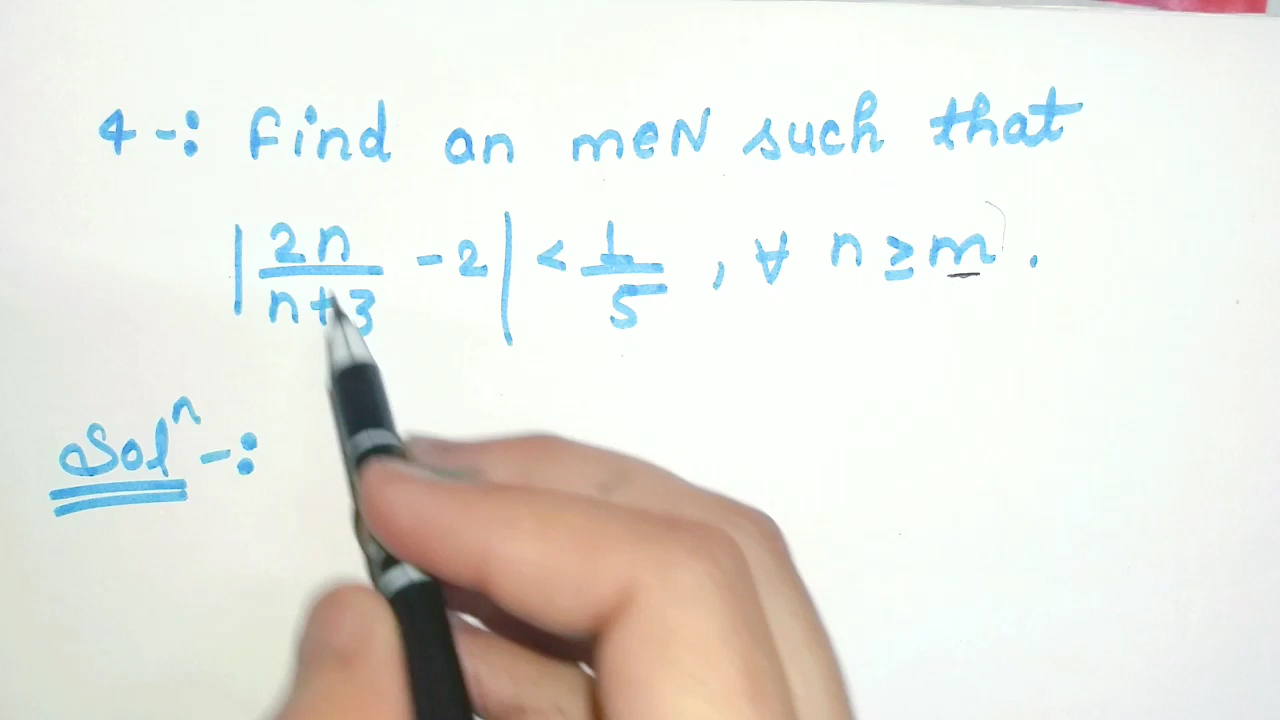 4-: Find an m∈N such that
|2n/n+3 - 2| < 1/5 , ∀ n ≥ m .
Solⁿ-: